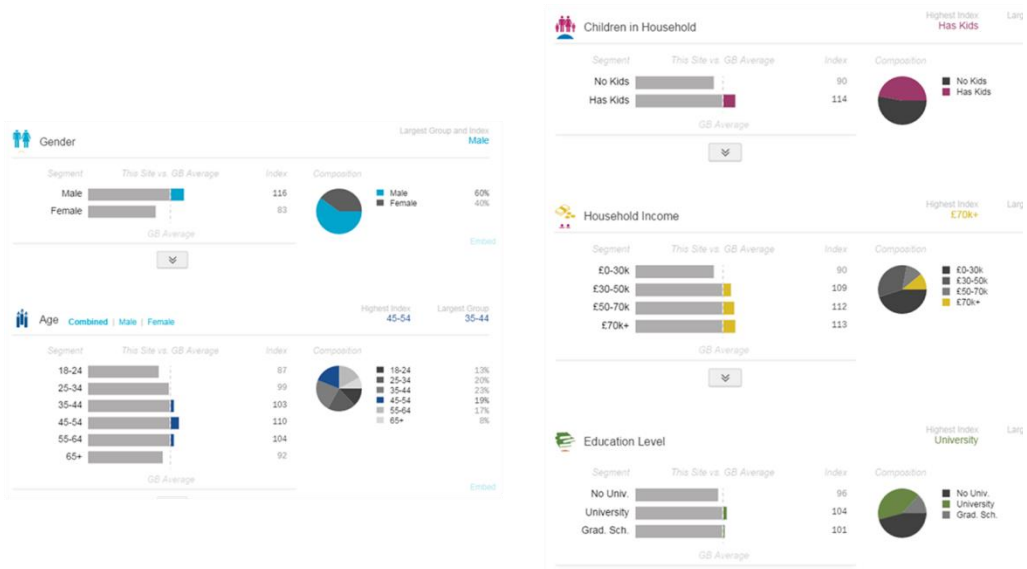 Gender
Largest Group and Index
Male
Segment This Site vs. GB Average Index Composition
Male 116 Male 60%
Female 83 Female 40%
GB Average
Embed
Age Combined | Male | Female
Highest Index Largest Group
45-54 35-44
Segment This Site vs. GB Average Index Composition
18-24 87 18-24 13%
25-34 99 25-34 20%
35-44 103 35-44 23%
45-54 110 45-54 19%
55-64 104 55-64 17%
65+ 92 65+ 8%
GB Average
Embed
Children in Household
Highest Index Larg
Has Kids
Segment This Site vs. GB Average Index Composition
No Kids 90 No Kids
Has Kids 114 Has Kids
GB Average
Household Income
Highest Index Larg
£70k+
Segment This Site vs. GB Average Index Composition
£0-30k 90 £0-30k
£30-50k 109 £30-50k
£50-70k 112 £50-70k
£70k+ 113 £70k+
GB Average
Education Level
Highest Index Larg
University
Segment This Site vs. GB Average Index Composition
No Univ. 96 No Univ.
University 104 University
Grad. Sch. 101 Grad. Sch.
GB Average